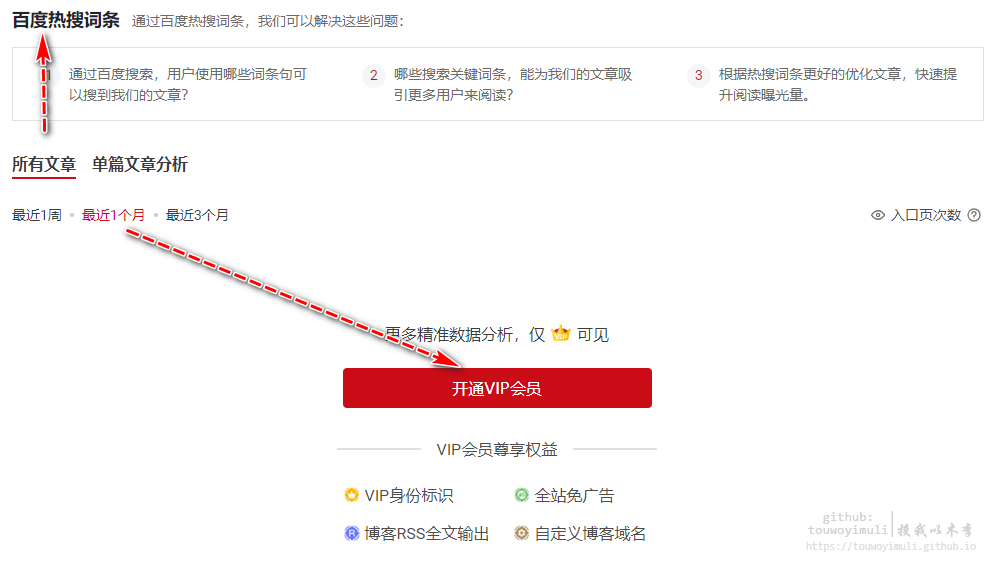 百度热搜词条 通过百度热搜词条，我们可以解决这些问题：
1 通过百度搜索，用户使用哪些词条句可以搜到我们的文章？
2 哪些搜索关键词条，能为我们的文章吸引更多用户来阅读？
3 根据热搜词条更好的优化文章，快速提升阅读曝光量。
所有文章 单篇文章分析
最近1周 最近1个月 最近3个月 入口页次数 ?
更多精准数据分析，仅 VIP 可见
开通VIP会员
VIP会员尊享权益
VIP身份标识 全站免广告
博客RSS全文输出 自定义博客域名
github:
touwoyimuli 投我以木李
https://touwoyimuli.github.io